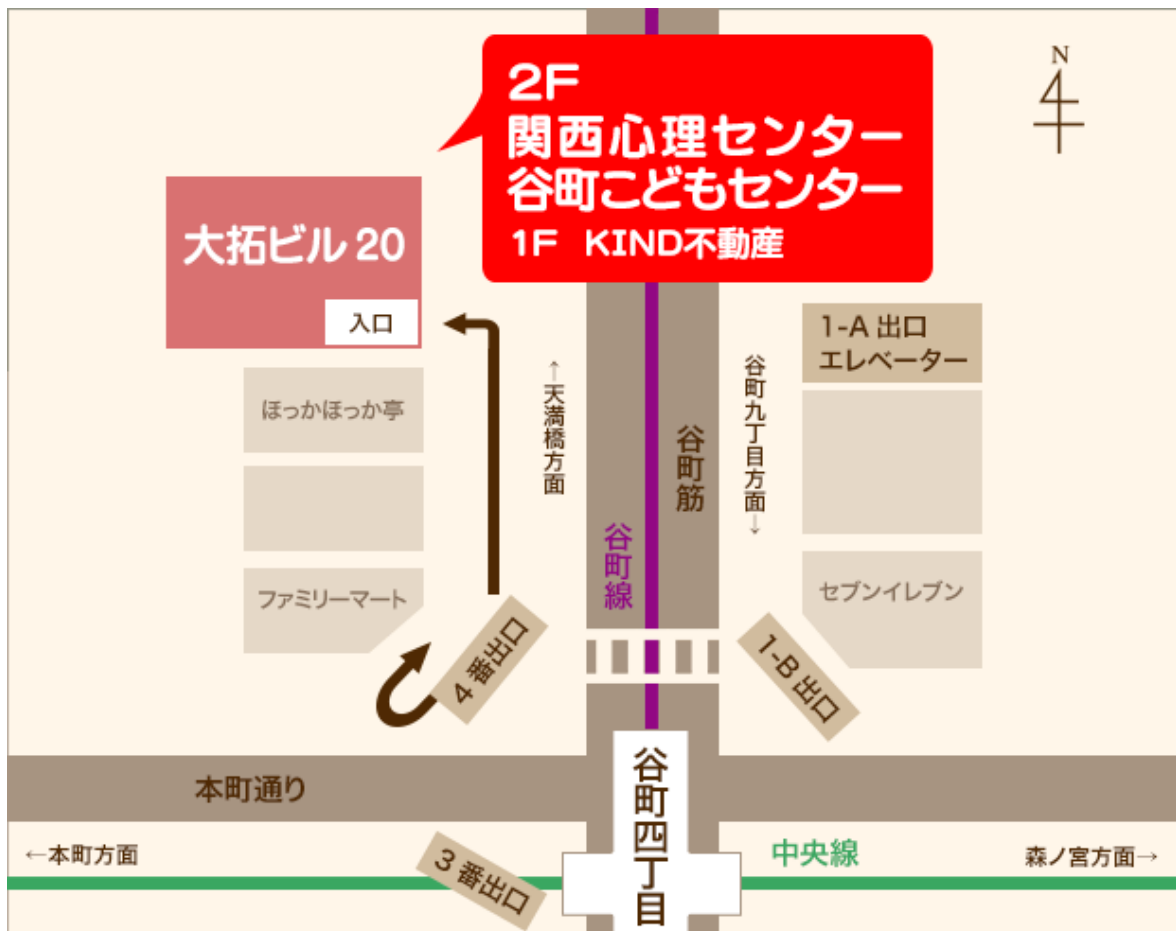 N
2F
関西心理センター
谷町こどもセンター
1F KIND不動産
大拓ビル 20
入口
1-A 出口
エレベーター
ほっかほっか亭
↑天満橋方面
谷町筋
谷町九丁目方面↓
谷町線
ファミリーマート
セブンイレブン
4番出口
1-B 出口
谷町四丁目
本町通り
←本町方面
3番出口
中央線
森ノ宮方面→